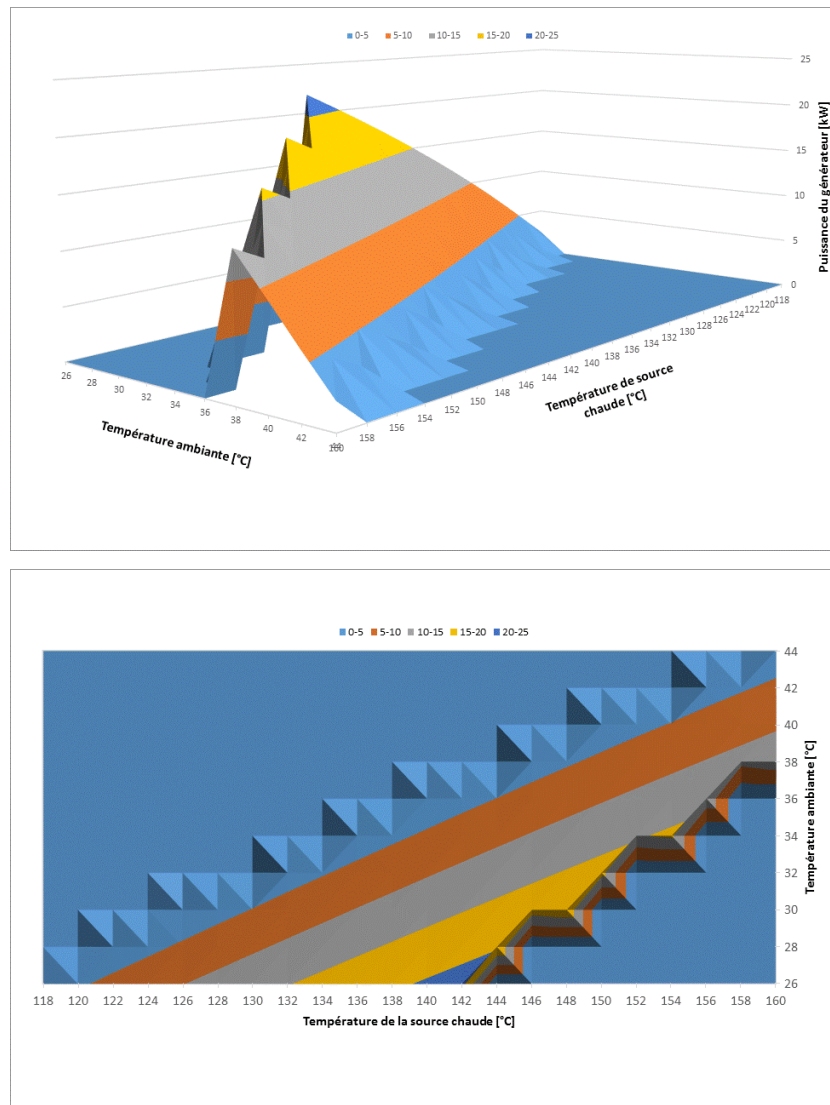 0-5 5-10 10-15 15-20 20-25
25
20
15
10
5
0
Puissance du générateur [kW]
26 28 30 32 34 36 38 40 42
158 156 154 152 150 148 146 144 142 140 138 136 134 132 130 128 126 124 122 120 118
Température ambiante [°C]
Température de source
chaude [°C]
0-5 5-10 10-15 15-20 20-25
44
42
40
38
36
34
32
30
28
26
Température ambiante [°C]
118 120 122 124 126 128 130 132 134 136 138 140 142 144 146 148 150 152 154 156 158 160
Température de la source chaude [°C]